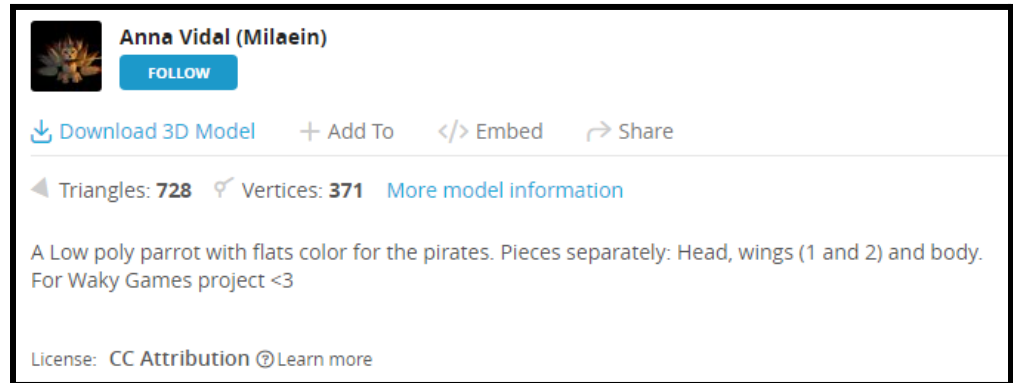 Anna Vidal (Milaein)
FOLLOW
Download 3D Model Add To </> Embed Share
Triangles: 728 Vertices: 371 More model information
A Low poly parrot with flats color for the pirates. Pieces separately: Head, wings (1 and 2) and body.
For Waky Games project <3
License: CC Attribution ? Learn more